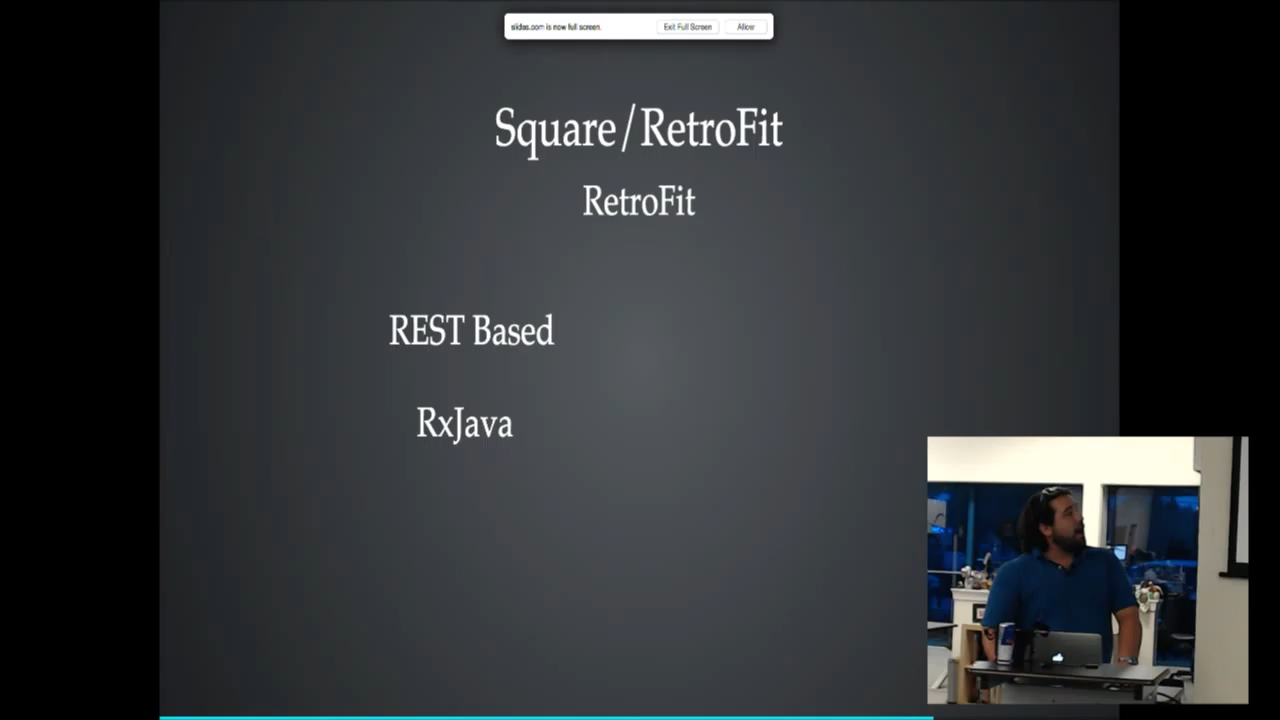 slides.com is now full screen.
Exit Full Screen
Allow
Square/RetroFit
RetroFit
REST Based
RxJava